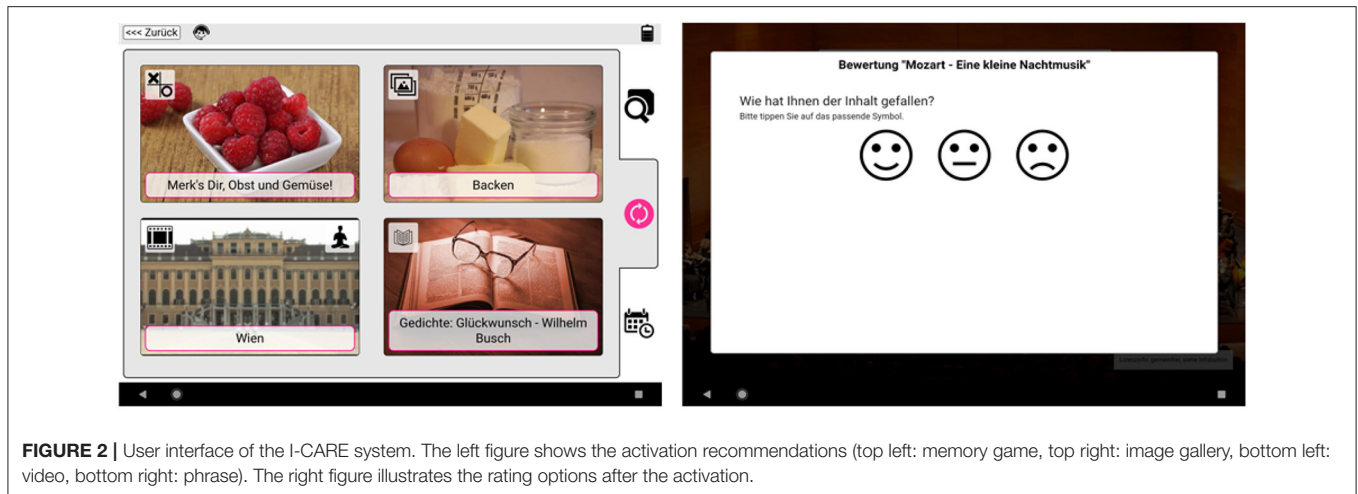 <<< Zurück
Merk's Dir, Obst und Gemüse!
Backen
Wien
Gedichte: Glückwunsch - Wilhelm
Busch
Bewertung "Mozart - Eine kleine Nachtmusik"
Wie hat Ihnen der Inhalt gefallen?
Bitte tippen Sie auf das passende Symbol.
FIGURE 2 | User interface of the I-CARE system. The left figure shows the activation recommendations (top left: memory game, top right: image gallery, bottom left:
video, bottom right: phrase). The right figure illustrates the rating options after the activation.